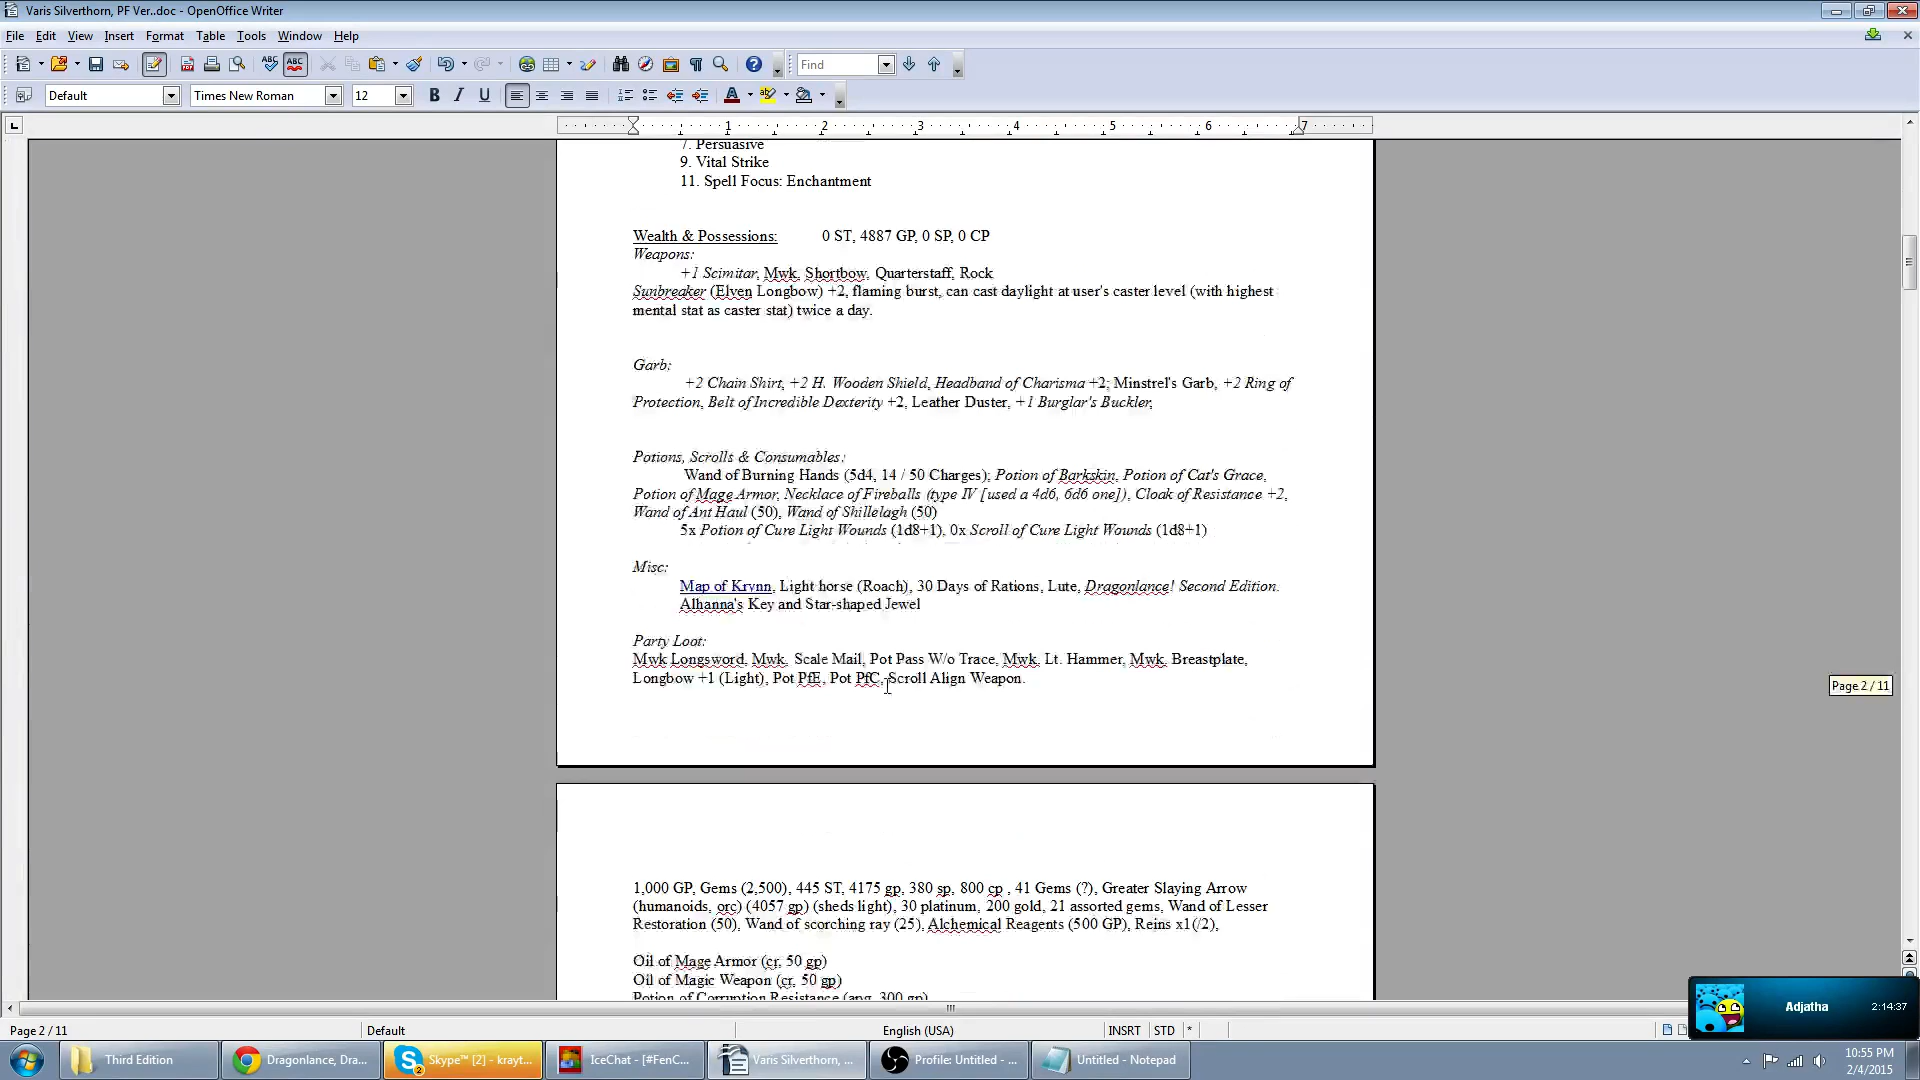 Varis Silverthorn, PF Ver..doc - OpenOffice Writer
File Edit View Insert Format Table Tools Window Help
Find
Default Times New Roman 12
1 2 3 4 5 6 7
7. Persuasive
9. Vital Strike
11. Spell Focus: Enchantment
Wealth & Possessions: 0 ST, 4887 GP, 0 SP, 0 CP
Weapons:
+1 Scimitar, Mwk. Shortbow, Quarterstaff, Rock
Sunbreaker (Elven Longbow) +2, flaming burst, can cast daylight at user's caster level (with highest
mental stat as caster stat) twice a day.
Garb:
+2 Chain Shirt, +2 H. Wooden Shield, Headband of Charisma +2; Minstrel's Garb, +2 Ring of
Protection, Belt of Incredible Dexterity +2, Leather Duster, +1 Burglar's Buckler;
Potions, Scrolls & Consumables:
Wand of Burning Hands (5d4, 14 / 50 Charges); Potion of Barkskin, Potion of Cat's Grace,
Potion of Mage Armor, Necklace of Fireballs (type IV [used a 4d6, 6d6 one]), Cloak of Resistance +2,
Wand of Ant Haul (50), Wand of Shillelagh (50)
5x Potion of Cure Light Wounds (1d8+1), 0x Scroll of Cure Light Wounds (1d8+1)
Misc:
Map of Krynn, Light horse (Roach), 30 Days of Rations, Lute, Dragonlance! Second Edition.
Alhanna's Key and Star-shaped Jewel
Party Loot:
Mwk Longsword, Mwk. Scale Mail, Pot Pass W/o Trace, Mwk. Lt. Hammer, Mwk. Breastplate,
Longbow +1 (Light), Pot PfE, Pot PfC, Scroll Align Weapon.
Page 2 / 11
1,000 GP, Gems (2,500), 445 ST, 4175 gp, 380 sp, 800 cp , 41 Gems (?), Greater Slaying Arrow
(humanoids, orc) (4057 gp) (sheds light), 30 platinum, 200 gold, 21 assorted gems, Wand of Lesser
Restoration (50), Wand of scorching ray (25), Alchemical Reagents (500 GP), Reins x1(/2),
Oil of Mage Armor (cr, 50 gp)
Oil of Magic Weapon (cr, 50 gp)
Potion of Corruption Resistance (apg, 300 gp)
Adjatha 2:14:37
Page 2 / 11 Default English (USA) INSRT STD *
Third Edition Dragonlance, Dra... Skype™ [2] - krayt... IceChat - [#FenC... Varis Silverthorn, ... Profile: Untitled - ... Untitled - Notepad
10:55 PM
2/4/2015